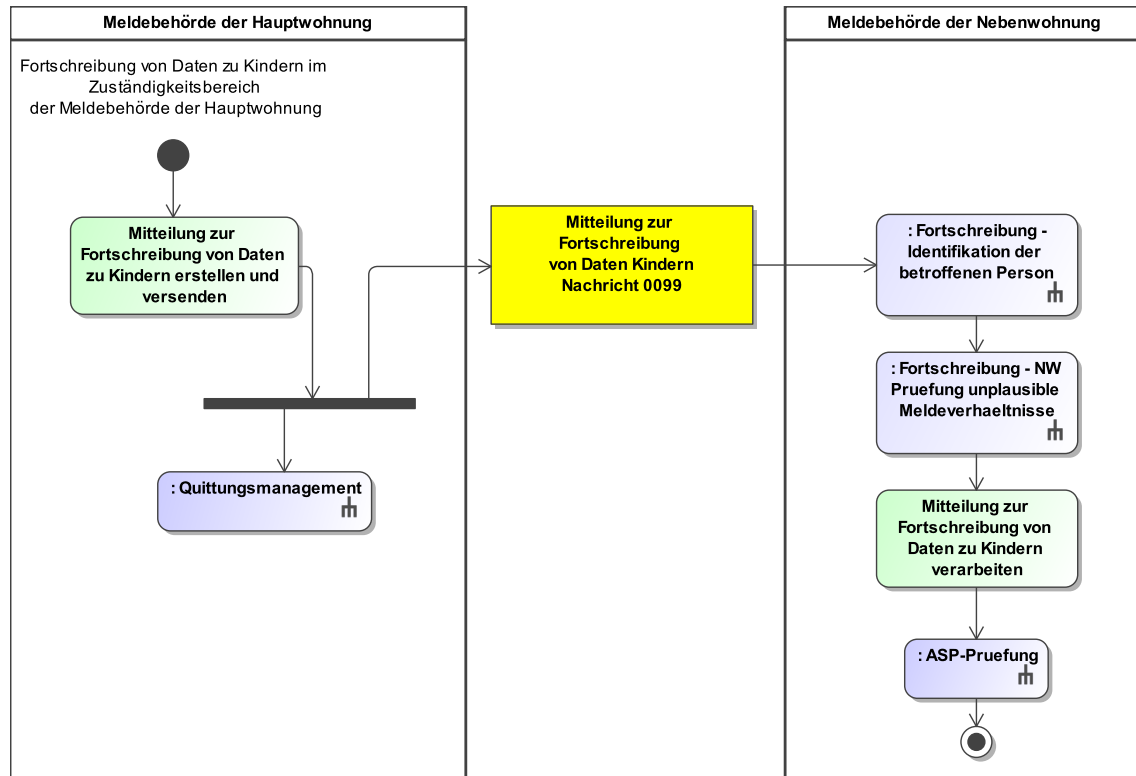 Meldebehörde der Hauptwohnung
Meldebehörde der Nebenwohnung
Fortschreibung von Daten zu Kindern im
Zuständigkeitsbereich
der Meldebehörde der Hauptwohnung
Mitteilung zur
Fortschreibung von Daten
zu Kindern erstellen und
versenden
Mitteilung zur
Fortschreibung
von Daten Kindern
Nachricht 0099
: Fortschreibung -
Identifikation der
betroffenen Person
: Fortschreibung - NW
Pruefung unplausible
Meldeverhaeltnisse
: Quittungsmanagement
Mitteilung zur
Fortschreibung von
Daten zu Kindern
verarbeiten
: ASP-Pruefung